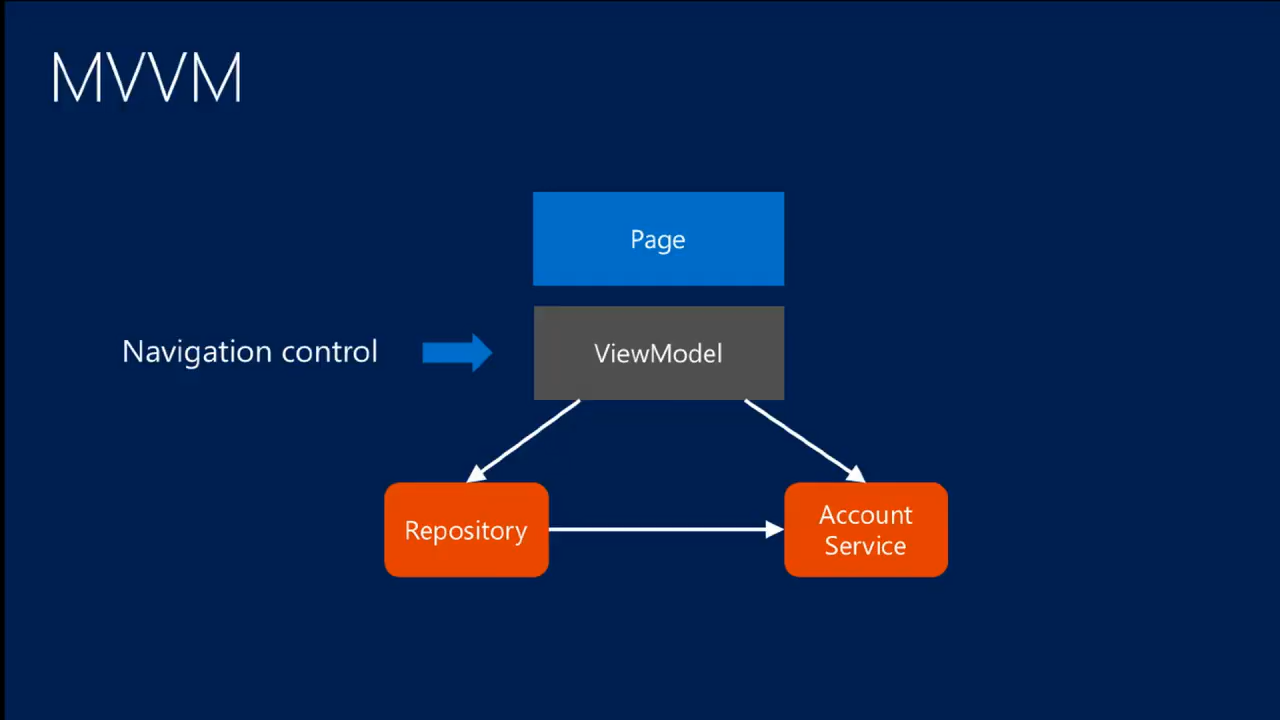 MVVM
Page
Navigation control
ViewModel
Repository
Account
Service